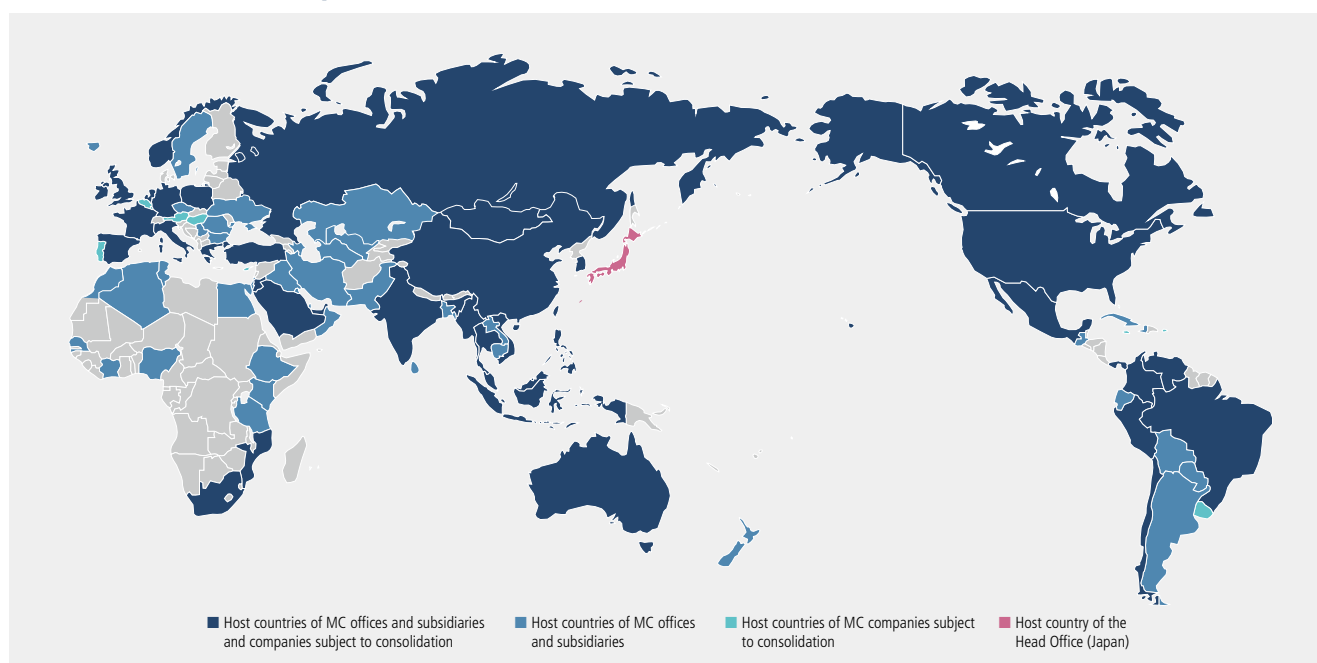 Host countries of MC offices and subsidiaries
and companies subject to consolidation
Host countries of MC offices
and subsidiaries
Host countries of MC companies subject
to consolidation
Host country of the
Head Office (Japan)